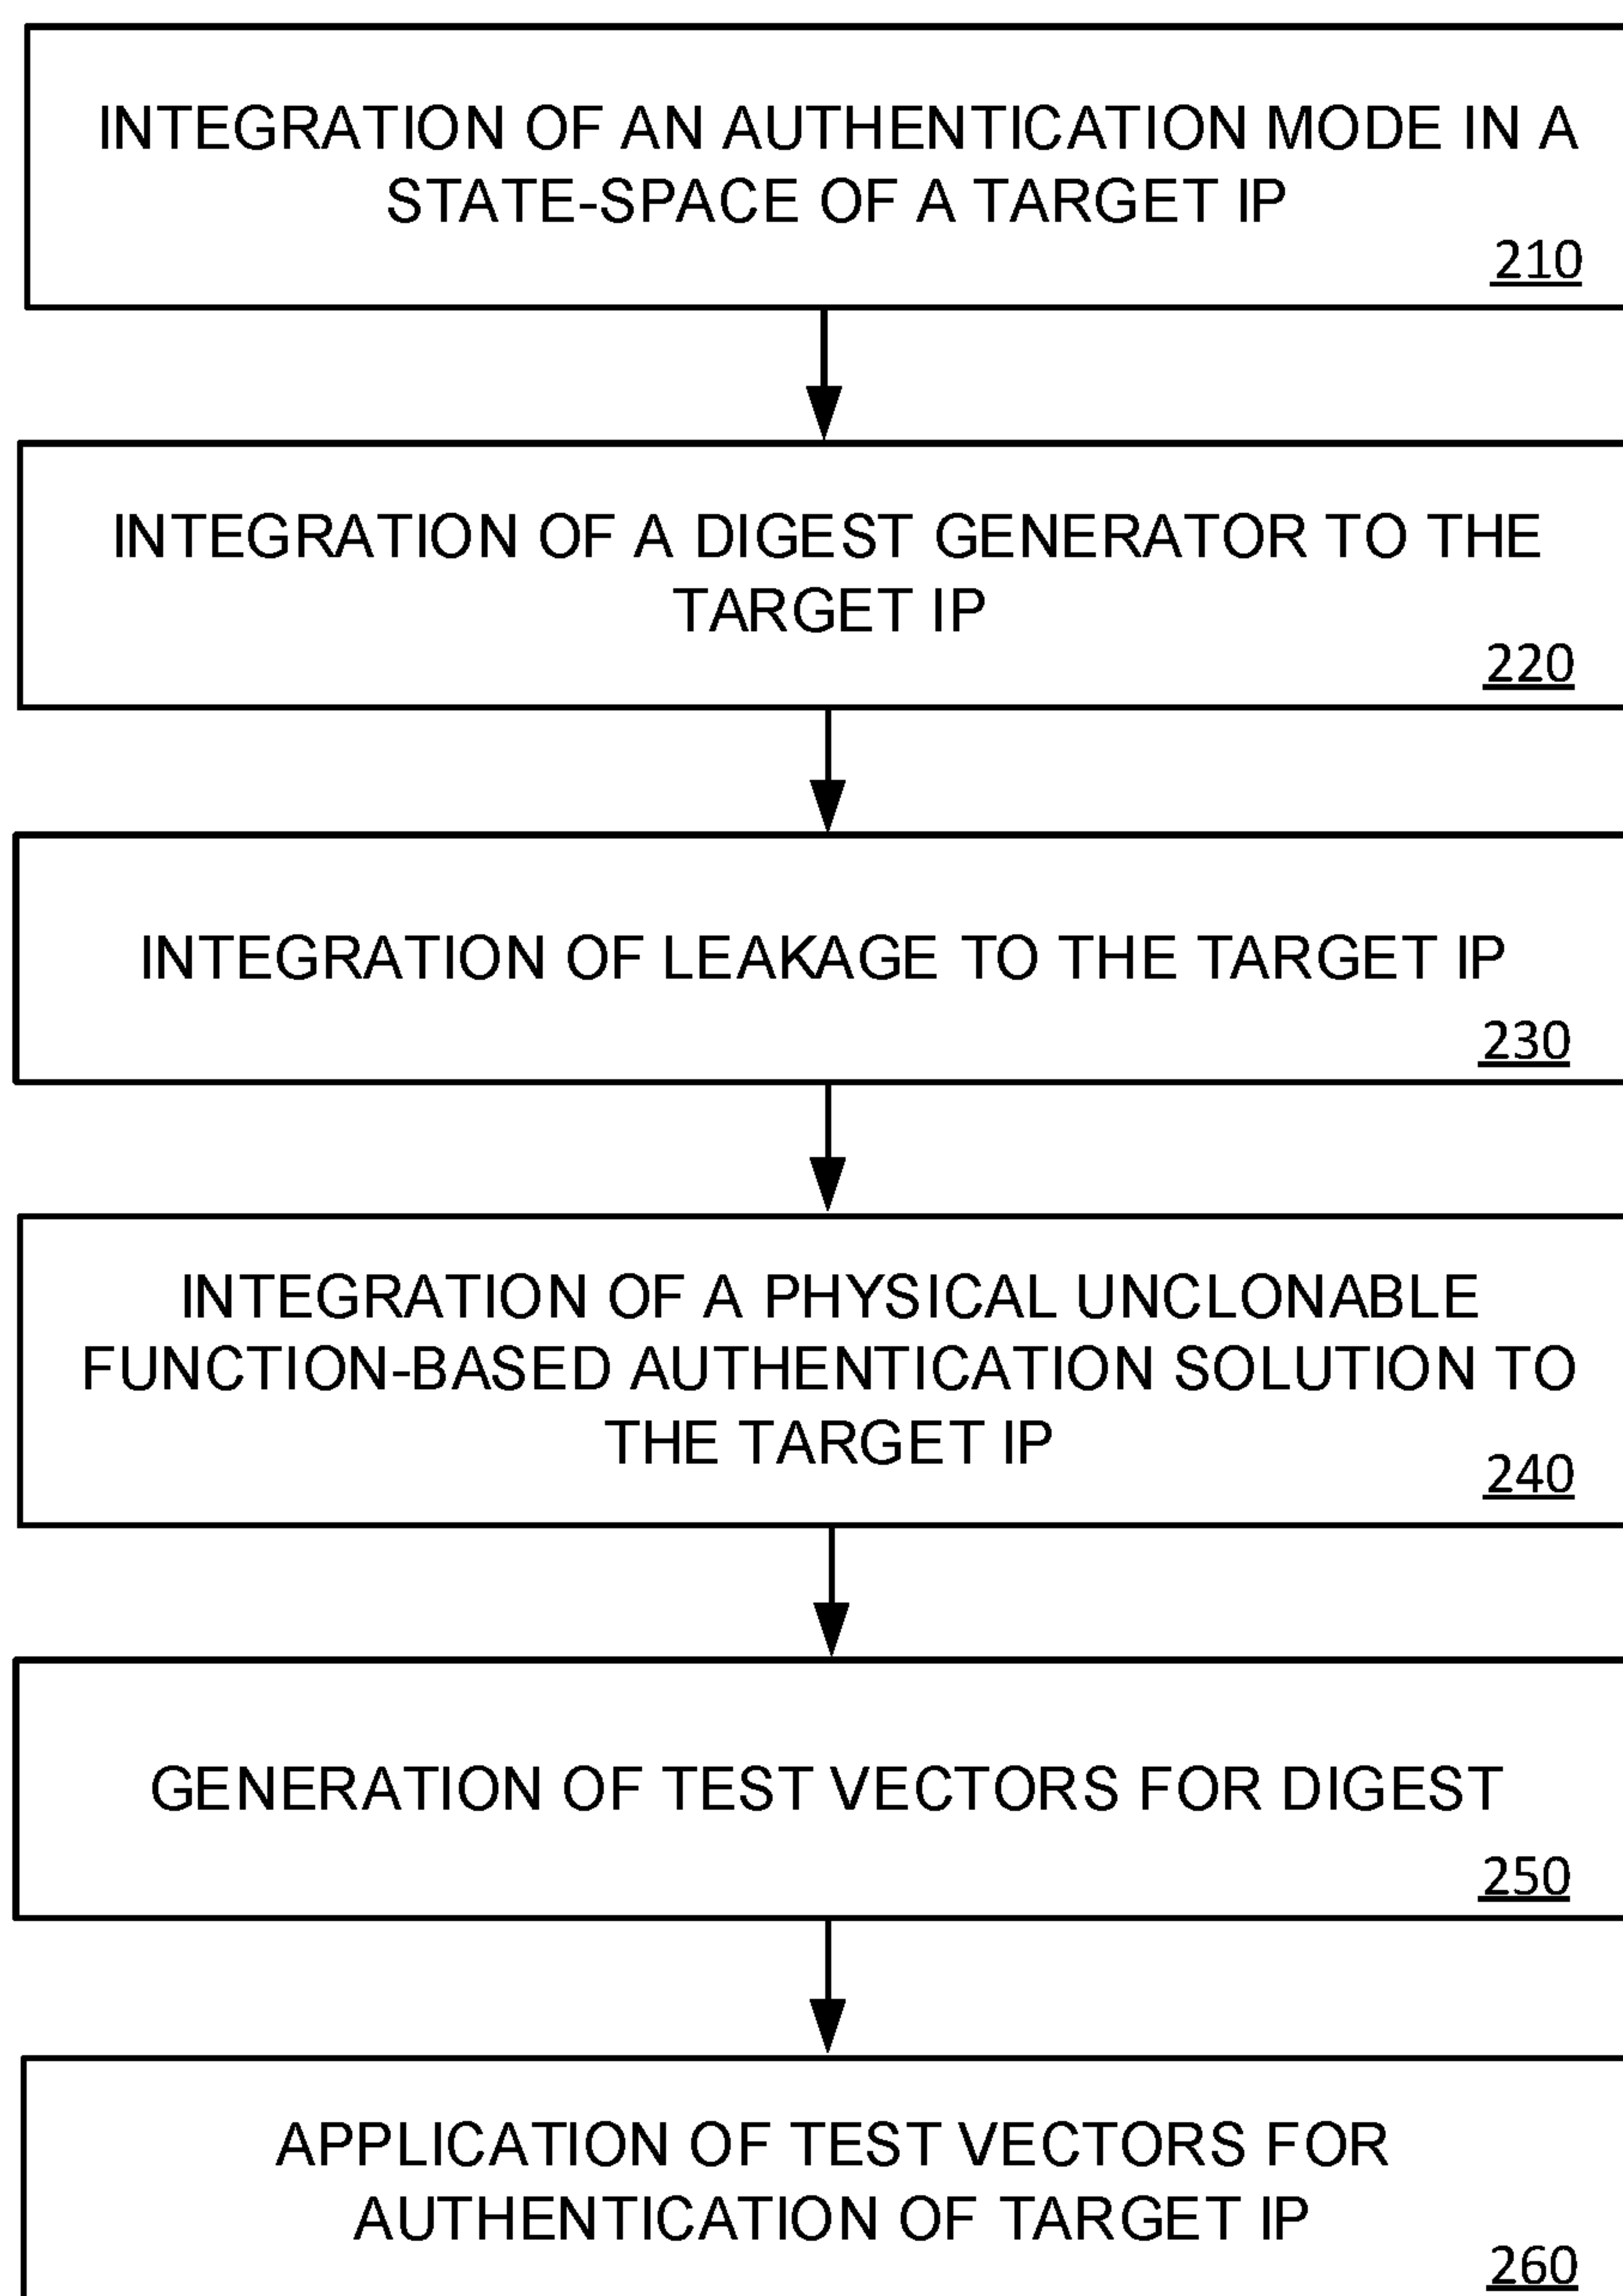 INTEGRATION OF AN AUTHENTICATION MODE IN A
STATE-SPACE OF A TARGET IP
210
INTEGRATION OF A DIGEST GENERATOR TO THE
TARGET IP
220
INTEGRATION OF LEAKAGE TO THE TARGET IP
230
INTEGRATION OF A PHYSICAL UNCLONABLE
FUNCTION-BASED AUTHENTICATION SOLUTION TO
THE TARGET IP
240
GENERATION OF TEST VECTORS FOR DIGEST
250
APPLICATION OF TEST VECTORS FOR
AUTHENTICATION OF TARGET IP
260